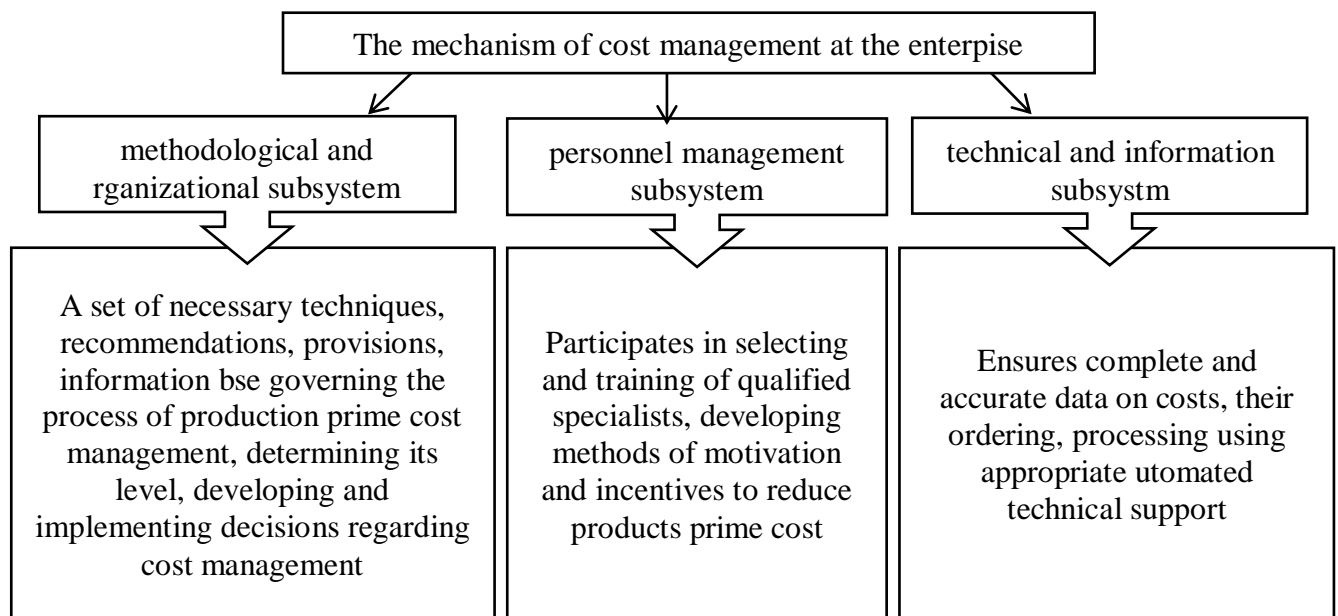 The mechanism of cost management at the enterpise
methodological and
rganizational subsystem
personnel management
subsystem
technical and information
subsystm
A set of necessary techniques,
recommendations, provisions,
information bse governing the
process of production prime cost
management, determining its
level, developing and
implementing decisions regarding
cost management
Participates in selecting
and training of qualified
specialists, developing
methods of motivation
and incentives to reduce
products prime cost
Ensures complete and
accurate data on costs, their
ordering, processing using
appropriate utomated
technical support